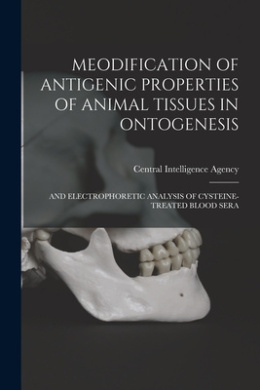 MEODIFICATION OF
ANTIGENIC PROPERTIES
OF ANIMAL TISSUES IN
ONTOGENESIS
Central Intelligence Agency
AND ELECTROPHORETIC ANALYSIS OF CYSTEINE-
TREATED BLOOD SERA